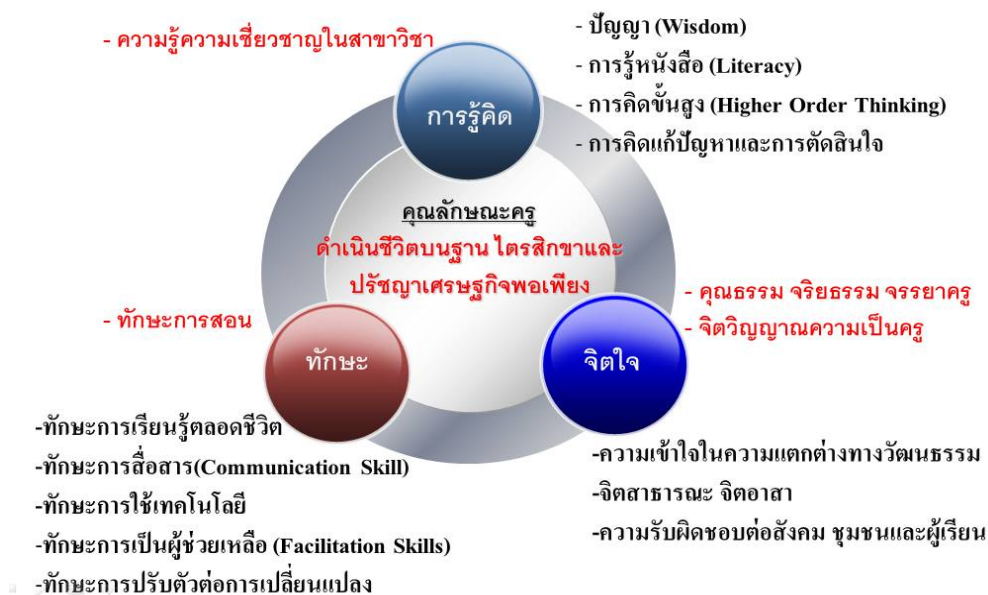 - ความรู้ความเชี่ยวชาญในสาขาวิชา
- ปัญญา (Wisdom)
- การรู้หนังสือ (Literacy)
- การคิดขั้นสูง (Higher Order Thinking)
- การคิดแก้ปัญหาและการตัดสินใจ
การรู้คิด
คุณลักษณะครู
ดำเนินชีวิตบนฐาน ไตรสิกขาและ
ปรัชญาเศรษฐกิจพอเพียง
- ทักษะการสอน
ทักษะ
-ทักษะการเรียนรู้ตลอดชีวิต
-ทักษะการสื่อสาร(Communication Skill)
-ทักษะการใช้เทคโนโลยี
-ทักษะการเป็นผู้ช่วยเหลือ (Facilitation Skills)
-ทักษะการปรับตัวต่อการเปลี่ยนแปลง
- คุณธรรม จริยธรรม จรรยาครู
- จิตวิญญาณความเป็นครู
จิตใจ
-ความเข้าใจในความแตกต่างทางวัฒนธรรม
-จิตสาธารณะ จิตอาสา
-ความรับผิดชอบต่อสังคม ชุมชนและผู้เรียน